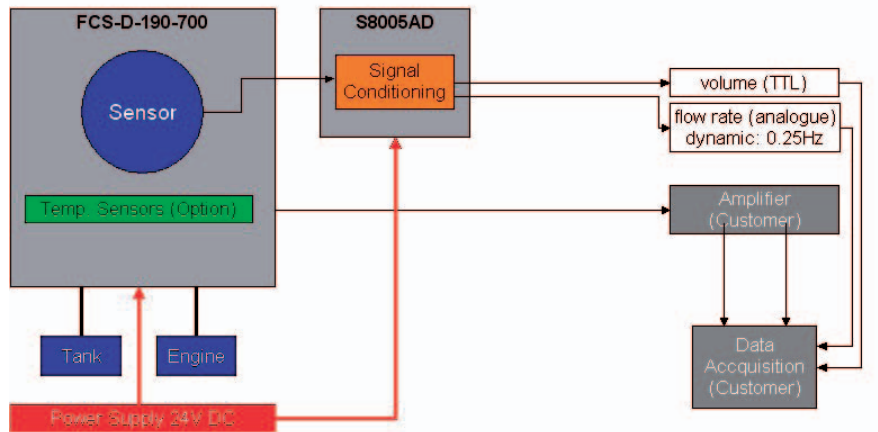 FCS-D-190-700
S8005AD
Sensor
Signal
Conditioning
volume (TTL)
flow rate (analogue)
dynamic: 0.25Hz
Temp. Sensors (Option)
Amplifier
(Customer)
Tank
Engine
Data
Accquisition
(Customer)
Power Supply 24V DC